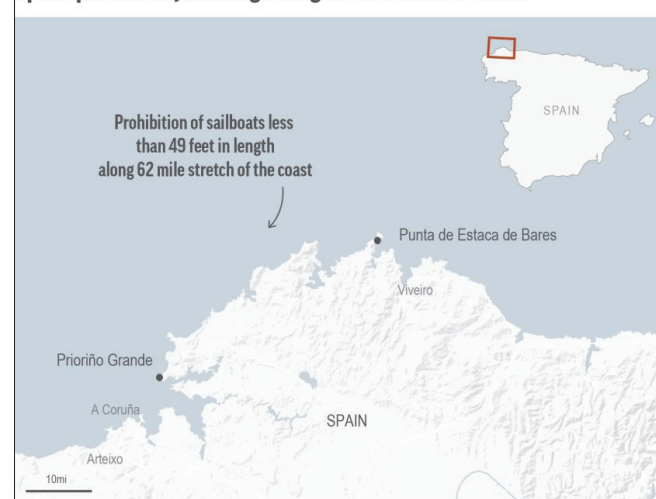 SPAIN
Prohibition of sailboats less
than 49 feet in length
along 62 mile stretch of the coast
Punta de Estaca de Bares
Viveiro
Prioriño Grande
A Coruña
SPAIN
Arteixo
10mi